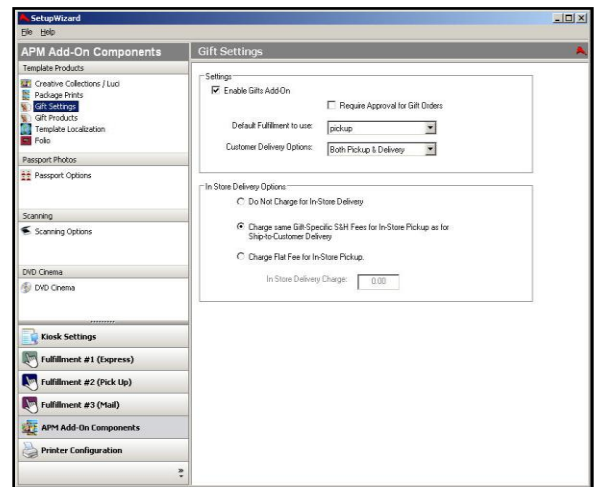 SetupWizard
File Help
APM Add-On Components
Template Products
Creative Collections / Luci
Package Prints
Gift Settings
Gift Products
Template Localization
Folio
Passport Photos
Passport Options
Scanning
Scanning Options
DVD Cinema
DVD Cinema
Kiosk Settings
Fulfillment #1 (Express)
Fulfillment #2 (Pick Up)
Fulfillment #3 (Mail)
APM Add-On Components
Printer Configuration
Gift Settings
Settings
Enable Gifts Add-On
Require Approval for Gift Orders
Default Fulfillment to use: pickup
Customer Delivery Options: Both Pickup & Delivery
In Store Delivery Options
Do Not Charge for In-Store Delivery
Charge same Gift-Specific S&H Fees for In-Store Pickup as for
Ship-to-Customer Delivery
Charge Flat Fee for In-Store Pickup.
In Store Delivery Charge: 0.00